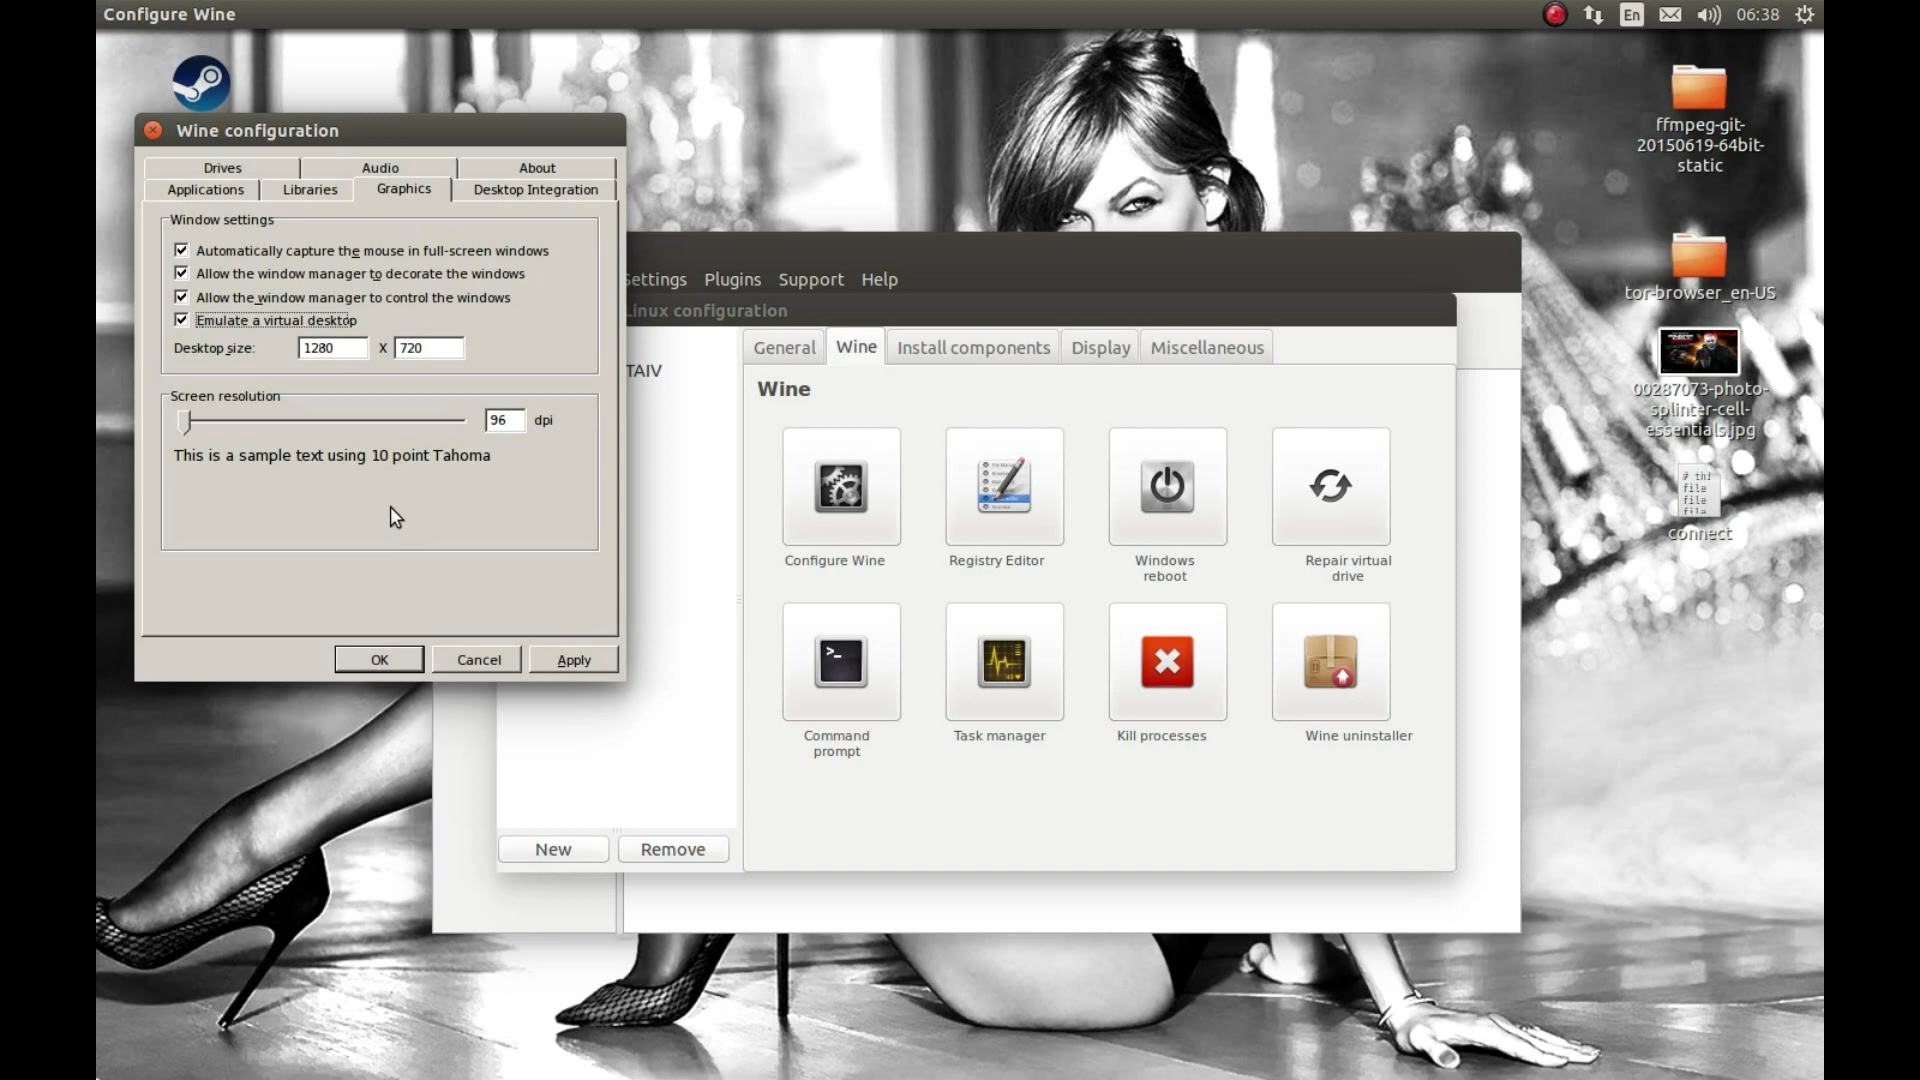 Configure Wine
En
06:38
Wine configuration
Drives
Audio
About
Applications
Libraries
Graphics
Desktop Integration
Window settings
Automatically capture the mouse in full-screen windows
Allow the window manager to decorate the windows
Allow the window manager to control the windows
Emulate a virtual desktop
Desktop size:
1280
X
720
Screen resolution
96
dpi
This is a sample text using 10 point Tahoma
OK
Cancel
Apply
Settings
Plugins
Support
Help
Linux configuration
TAIV
New
Remove
General
Wine
Install components
Display
Miscellaneous
Wine
Configure Wine
Registry Editor
Windows
reboot
Repair virtual
drive
Command
prompt
Task manager
Kill processes
Wine uninstaller
ffmpeg-git-
20150619-64bit-
static
tor-browser_en-US
00287073-photo-
splinter-cell-
essentials.jpg
# thi
file
file
connect